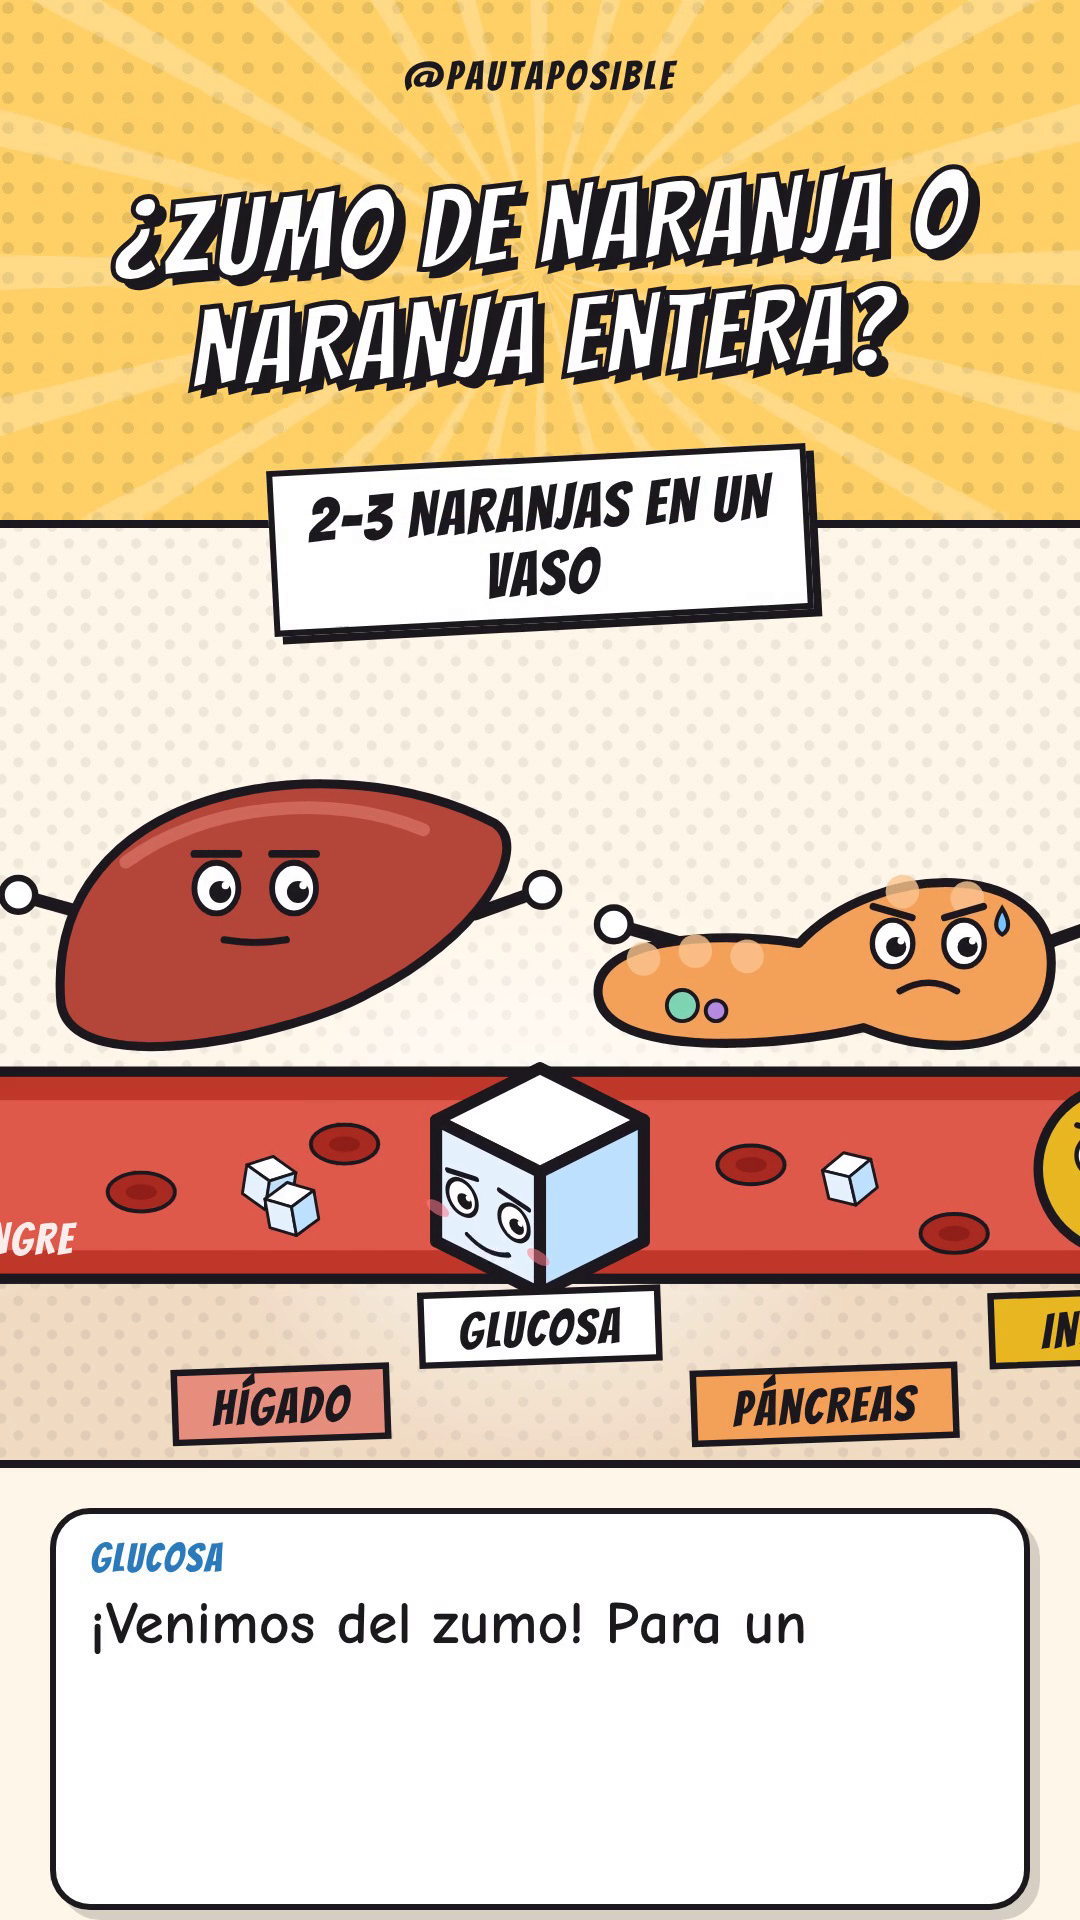 @PAUTAPOSIBLE
¿ZUMO DE NARANJA O
NARANJA ENTERA?
2-3 NARANJAS EN UN
VASO
GLUCOSA
HÍGADO
PÁNCREAS
GLUCOSA
¡Venimos del zumo! Para un